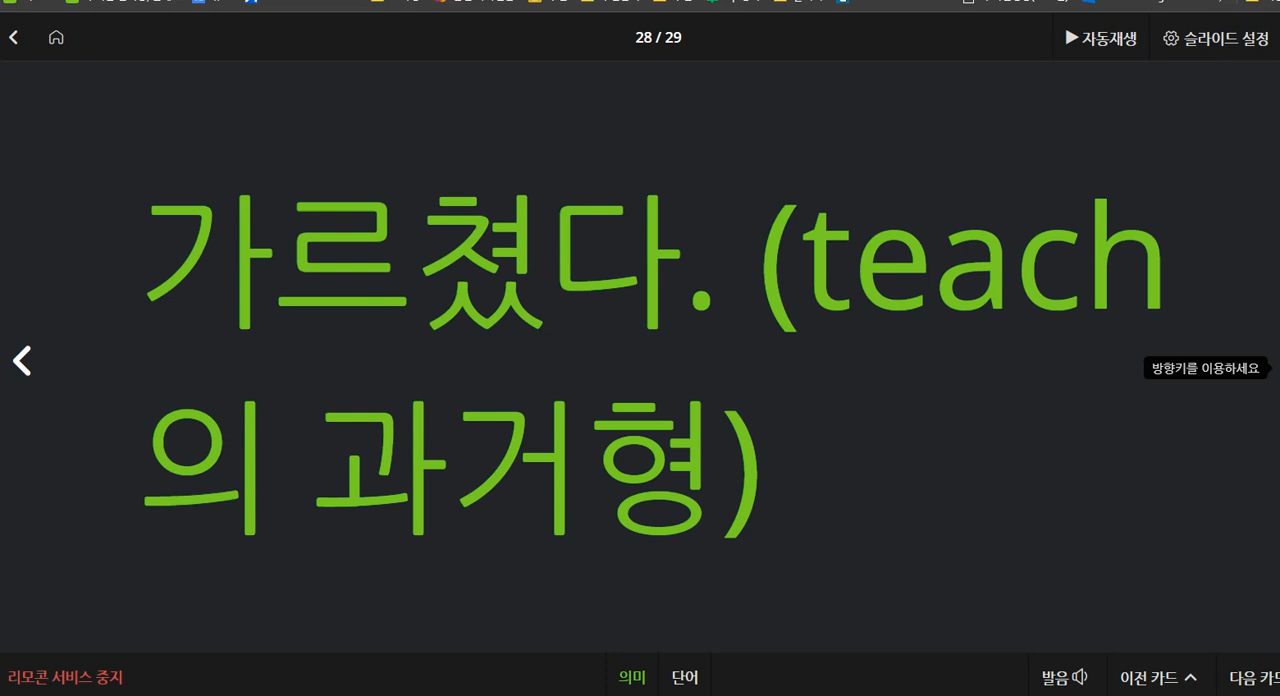 28 / 29
▶ 자동재생
슬라이드 설정
가르쳤다. (teach
의 과거형)
방향키를 이용하세요
리모콘 서비스 중지
의미
단어
발음
이전 카드
다음